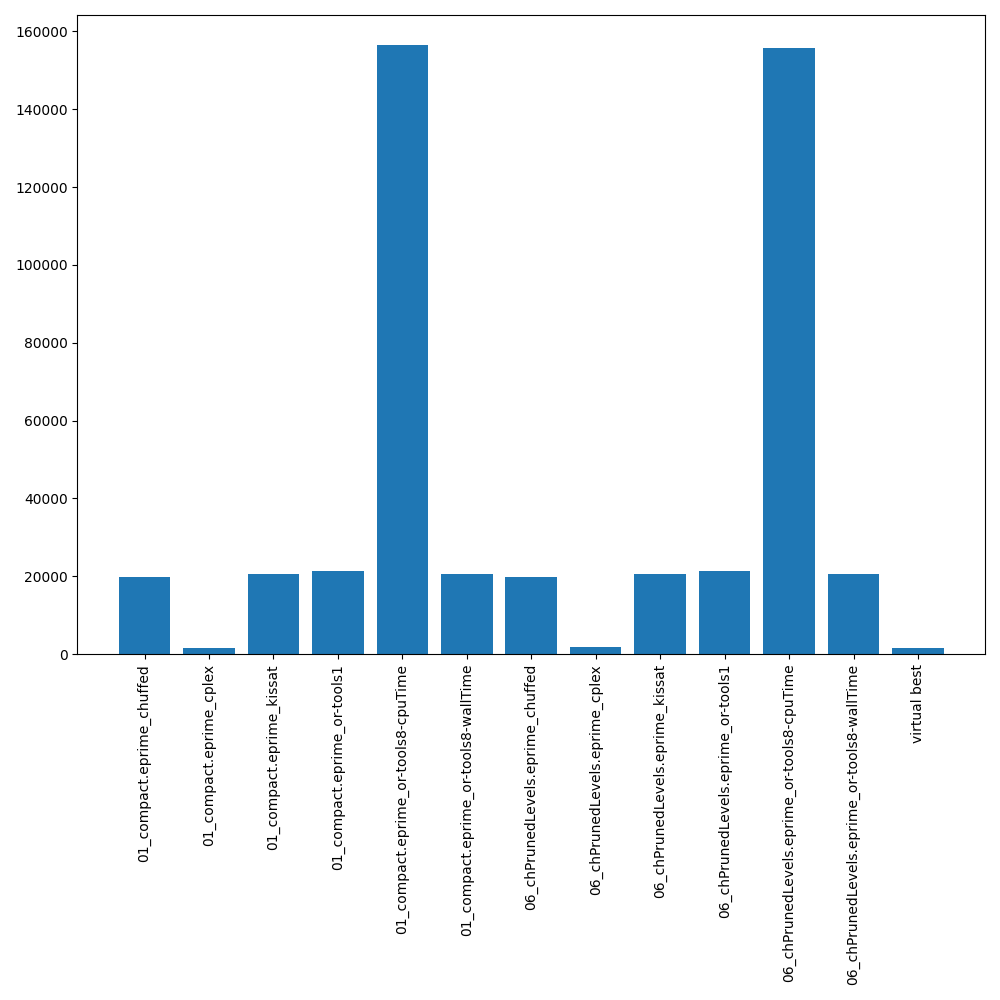 160000
140000
120000
100000
80000
60000
40000
20000
0
01_compact.eprime_chuffed
01_compact.eprime_cplex
01_compact.eprime_kissat
01_compact.eprime_or-tools1
01_compact.eprime_or-tools8-cpuTime
01_compact.eprime_or-tools8-wallTime
06_chPrunedLevels.eprime_chuffed
06_chPrunedLevels.eprime_cplex
06_chPrunedLevels.eprime_kissat
06_chPrunedLevels.eprime_or-tools1
06_chPrunedLevels.eprime_or-tools8-cpuTime
06_chPrunedLevels.eprime_or-tools8-wallTime
virtual best